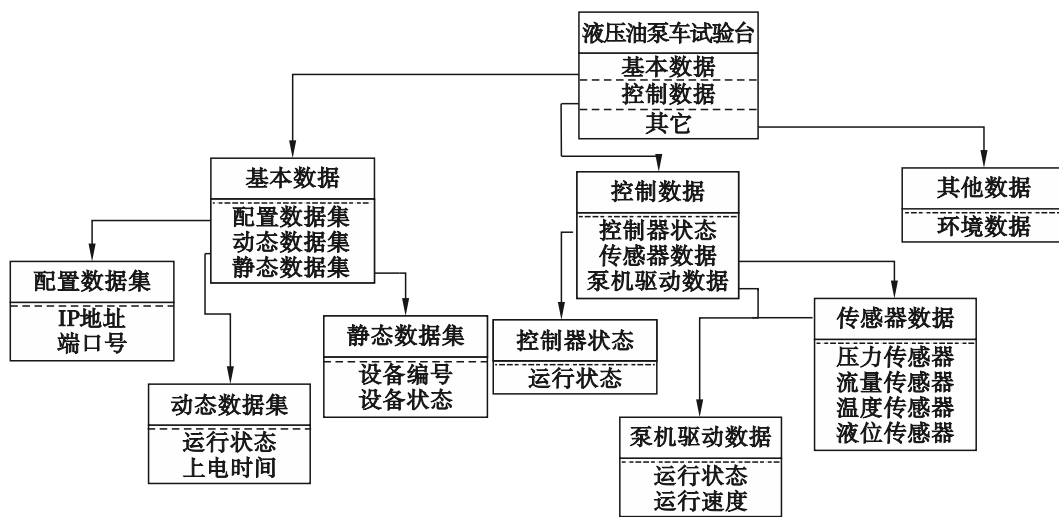 液压油泵车试验台
基本数据
控制数据
其它
基本数据
配置数据集
动态数据集
静态数据集
控制数据
控制器状态
传感器数据
泵机驱动数据
其他数据
环境数据
配置数据集
IP地址
端口号
静态数据集
设备编号
设备状态
控制器状态
运行状态
传感器数据
压力传感器
流量传感器
温度传感器
液位传感器
动态数据集
运行状态
上电时间
泵机驱动数据
运行状态
运行速度